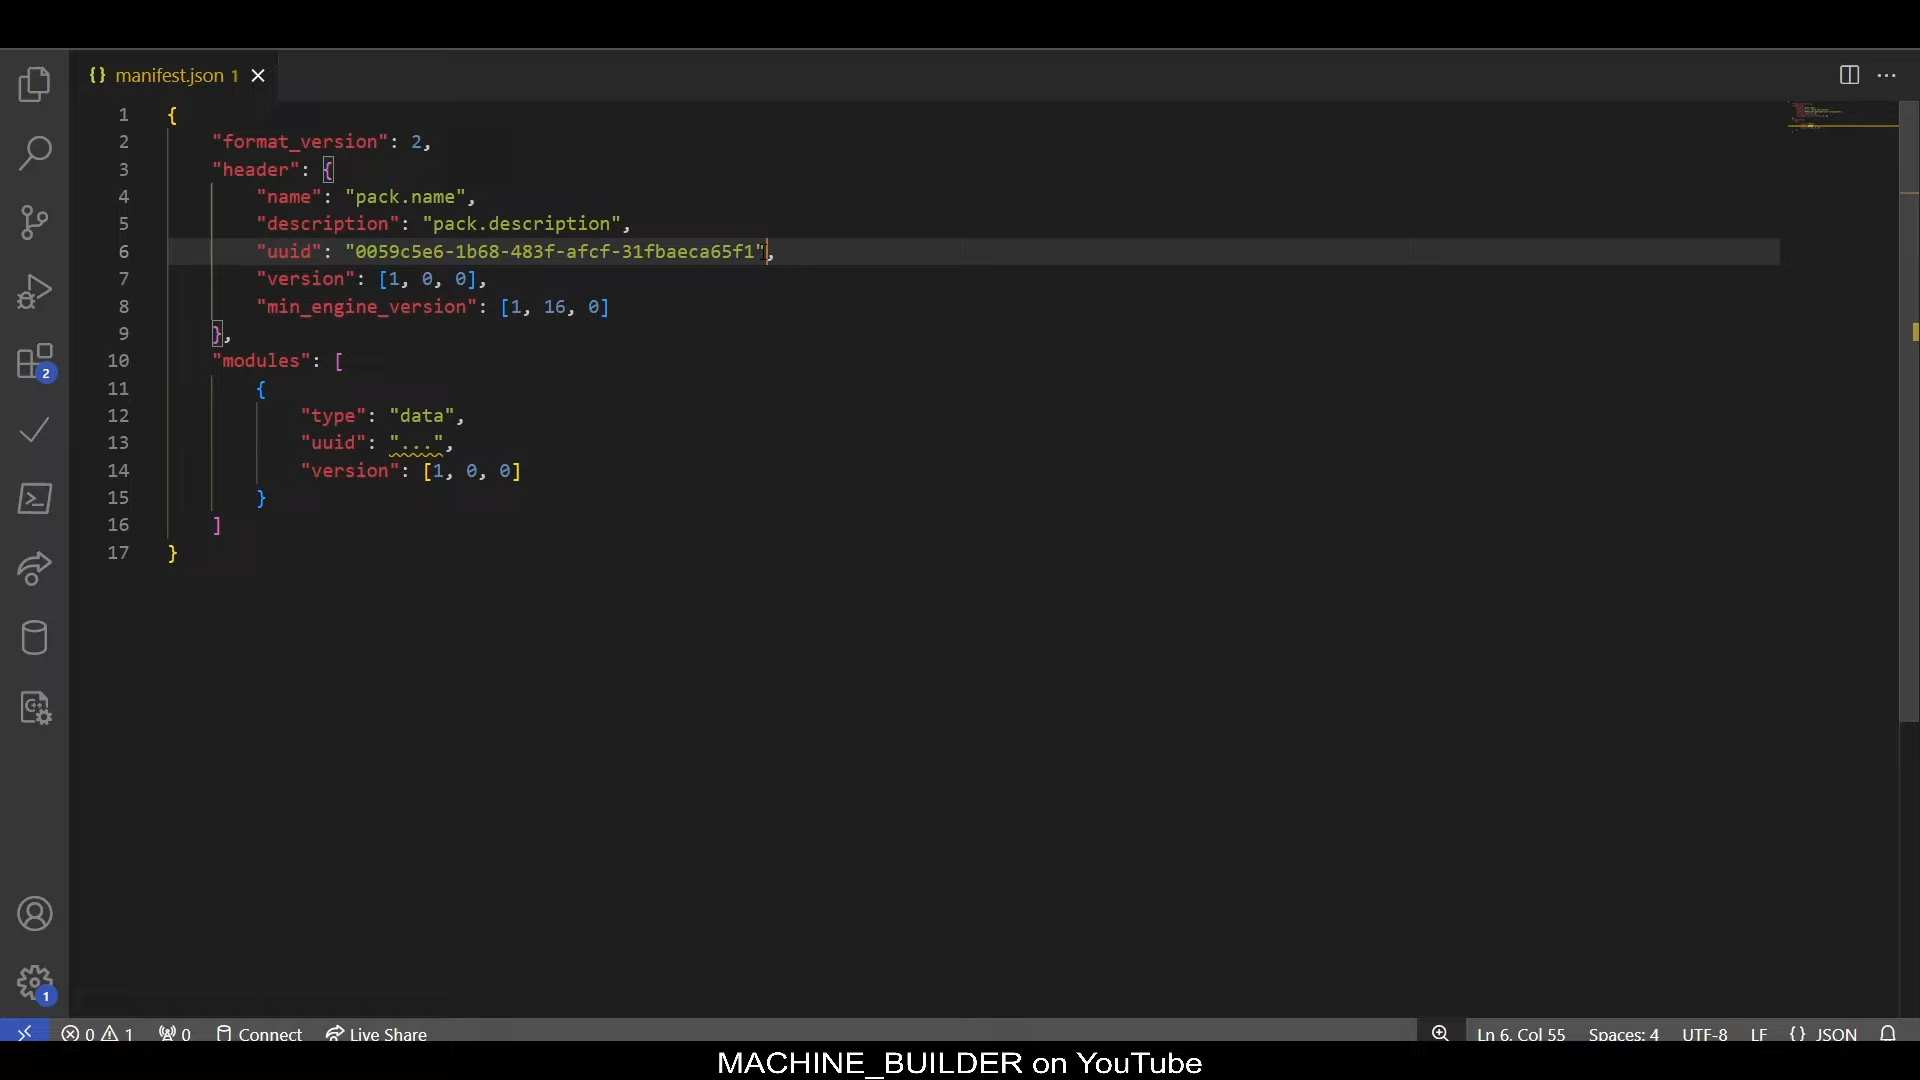 {} manifest.json 1 ×
1 {
2 "format_version": 2,
3 "header": {
4 "name": "pack.name",
5 "description": "pack.description",
6 "uuid": "0059c5e6-1b68-483f-afcf-31fbaeca65f1",
7 "version": [1, 0, 0],
8 "min_engine_version": [1, 16, 0]
9 },
10 "modules": [
11 {
12 "type": "data",
13 "uuid": "...",
14 "version": [1, 0, 0]
15 }
16 ]
17 }
2
1
0 1 0 Connect Live Share Ln 6, Col 55 Spaces: 4 UTF-8 LF {} JSON
MACHINE_BUILDER on YouTube